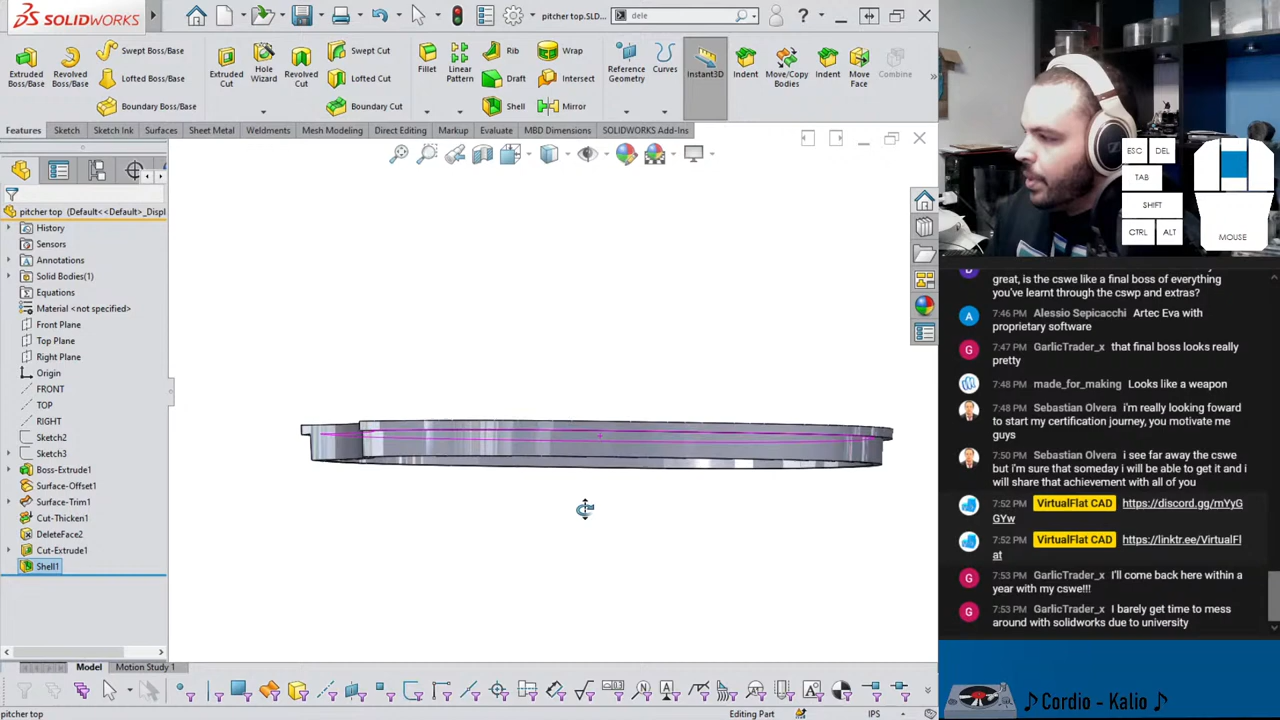 SOLIDWORKS
pitcher top.SLD...
dele
Extruded Boss/Base
Revolved Boss/Base
Swept Boss/Base
Lofted Boss/Base
Boundary Boss/Base
Extruded Cut
Hole Wizard
Revolved Cut
Swept Cut
Lofted Cut
Boundary Cut
Fillet
Linear Pattern
Rib
Draft
Shell
Wrap
Intersect
Mirror
Reference Geometry
Curves
Instant3D
Indent
Move/Copy Bodies
Indent
Move Face
Combine
Features
Sketch
Sketch Ink
Surfaces
Sheet Metal
Weldments
Mesh Modeling
Direct Editing
Markup
Evaluate
MBD Dimensions
SOLIDWORKS Add-Ins
pitcher top (Default<<Default>_Displ
History
Sensors
Annotations
Solid Bodies(1)
Equations
Material <not specified>
Front Plane
Top Plane
Right Plane
Origin
FRONT
TOP
RIGHT
Sketch2
Sketch3
Boss-Extrude1
Surface-Offset1
Surface-Trim1
Cut-Thicken1
DeleteFace2
Cut-Extrude1
Shell1
Model
Motion Study 1
pitcher top
Editing Part
IPS
ESC
DEL
TAB
SHIFT
CTRL
ALT
MOUSE
great, is the cswe like a final boss of everything
you've learnt through the cswp and extras?
A
7:46 PM Alessio Sepicacchi Artec Eva with
proprietary software
G
7:47 PM GarlicTrader_x that final boss looks really
pretty
7:48 PM made_for_making Looks like a weapon
7:48 PM Sebastian Olvera i'm really looking foward
to start my certification journey, you motivate me
guys
7:50 PM Sebastian Olvera i see far away the cswe
but i'm sure that someday i will be able to get it and i
will share that achievement with all of you
7:52 PM VirtualFlat CAD https://discord.gg/mYyG
GYw
7:52 PM VirtualFlat CAD https://linktr.ee/VirtualFl
at
G
7:53 PM GarlicTrader_x I'll come back here within a
year with my cswe!!!
G
7:53 PM GarlicTrader_x I barely get time to mess
around with solidworks due to university
♪ Cordio - Kalio ♪